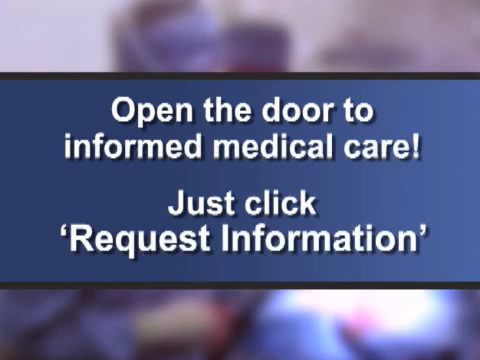 Open the door to
informed medical care!
Just click
‘Request Information’